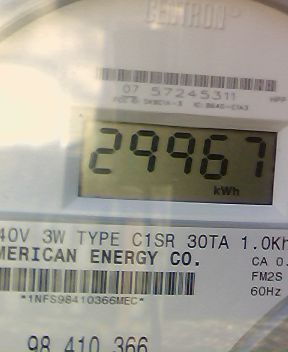 CENTRON®
07 57245311
29967
kWh
40V 3W TYPE C1SR 30TA 1.0Kh
MERICAN ENERGY CO.
CA 0.
FM2S
60Hz
*1NFS98410366MEC*
98 410 366